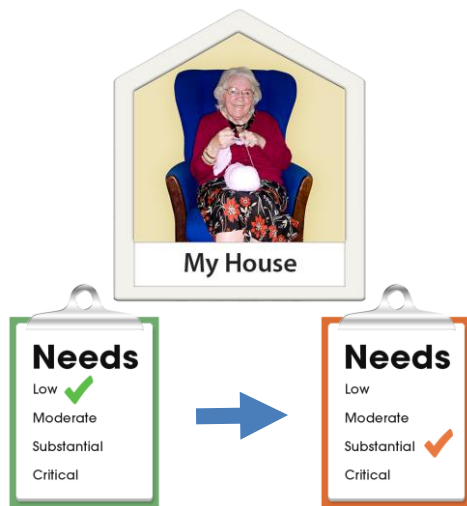 My House
Needs
Low
Moderate
Substantial
Critical
Needs
Low
Moderate
Substantial
Critical